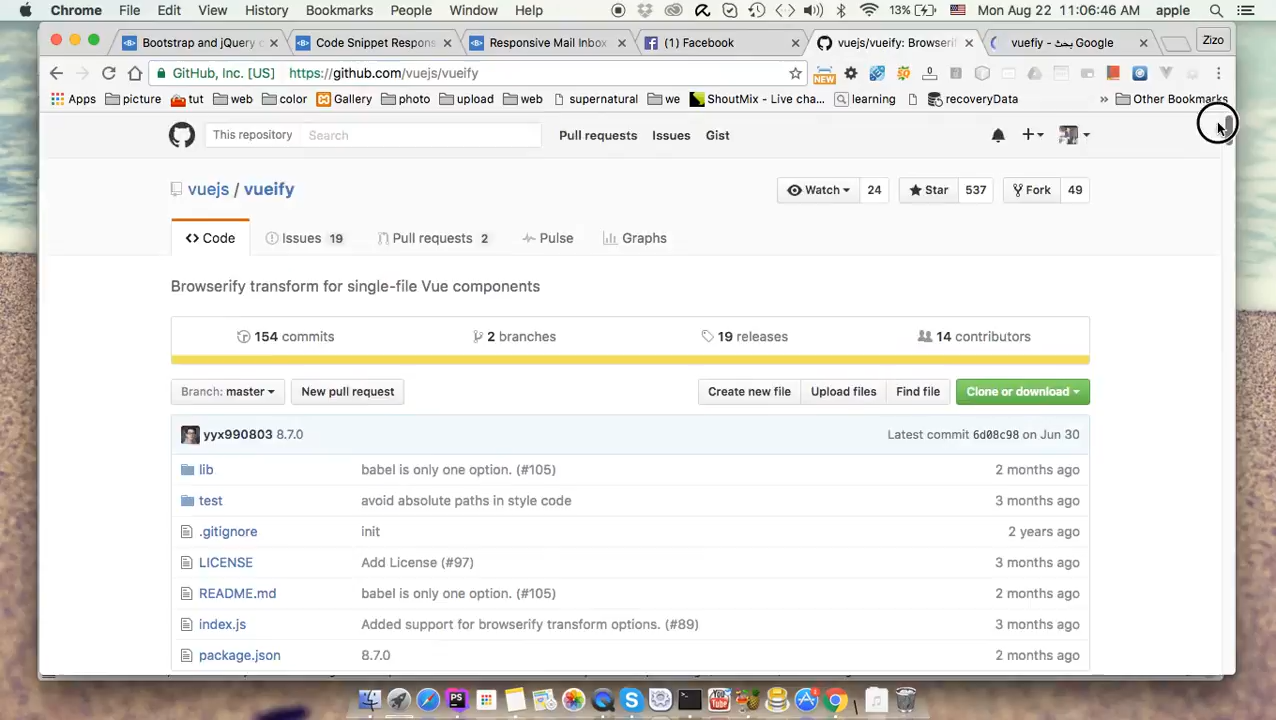 Chrome File Edit View History Bookmarks People Window Help 13% Mon Aug 22 11:06:46 AM apple
Bootstrap and jQuery c Code Snippet Respons Responsive Mail Inbox (1) Facebook vuejs/vueify: Browserif vuefiy - بحث Google Zizo
GitHub, Inc. [US] https://github.com/vuejs/vueify NEW
Apps picture tut web color Gallery photo upload web supernatural we ShoutMix - Live cha... learning recoveryData » Other Bookmarks
This repository Search Pull requests Issues Gist
vuejs / vueify Watch 24 Star 537 Fork 49
Code Issues 19 Pull requests 2 Pulse Graphs
Browserify transform for single-file Vue components
154 commits 2 branches 19 releases 14 contributors
Branch: master New pull request Create new file Upload files Find file Clone or download
yyx990803 8.7.0 Latest commit 6d08c98 on Jun 30
lib babel is only one option. (#105) 2 months ago
test avoid absolute paths in style code 3 months ago
.gitignore init 2 years ago
LICENSE Add License (#97) 3 months ago
README.md babel is only one option. (#105) 2 months ago
index.js Added support for browserify transform options. (#89) 3 months ago
package.json 8.7.0 2 months ago